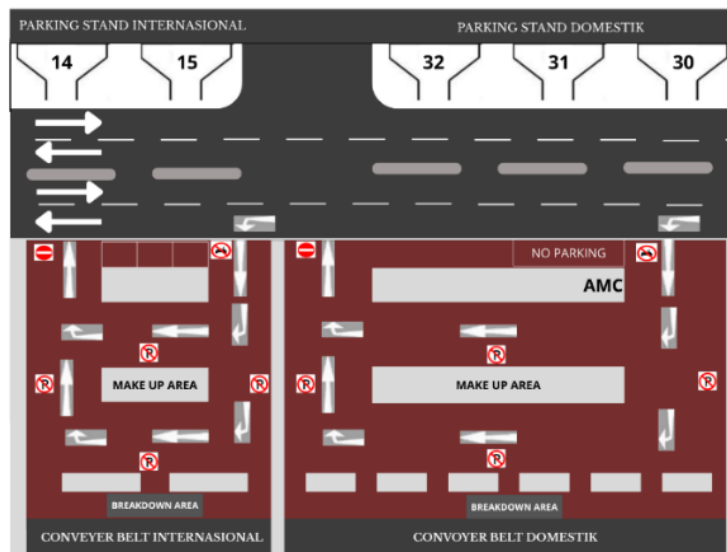 PARKING STAND INTERNASIONAL
PARKING STAND DOMESTIK
14
15
32
31
30
NO PARKING
AMC
P
P
P
P
P
P
MAKE UP AREA
MAKE UP AREA
P
P
BREAKDOWN AREA
BREAKDOWN AREA
CONVEYER BELT INTERNASIONAL
CONVOYER BELT DOMESTIK